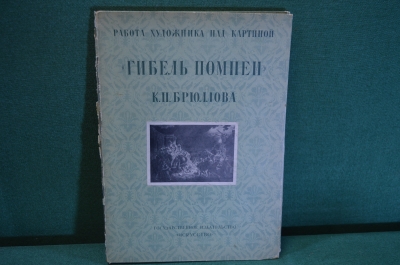 РАБОТА ХУДОЖНИКА НАД КАРТИНОЙ
«ГИБЕЛЬ ПОМПЕИ»
К.П. БРЮЛЛОВА